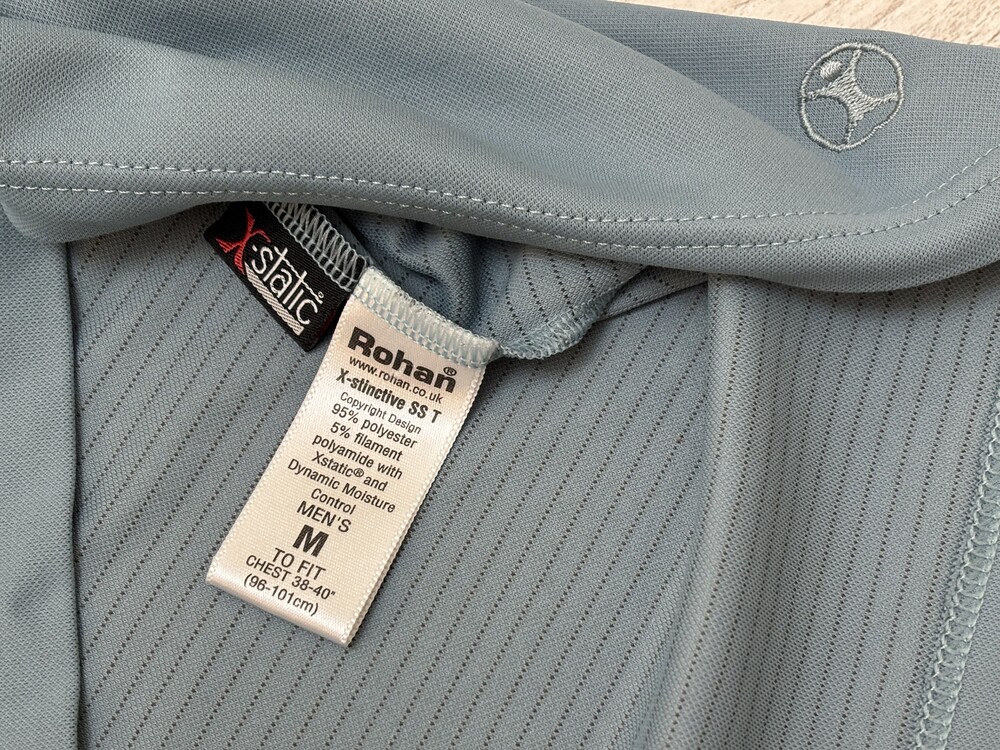 X-static®
Rohan®
www.rohan.co.uk
X-stinctive SS T
Copyright Design
95% polyester
5% filament
polyamide with
Xstatic® and
Dynamic Moisture
Control
MEN'S
M
TO FIT
CHEST 38-40"
(96-101cm)